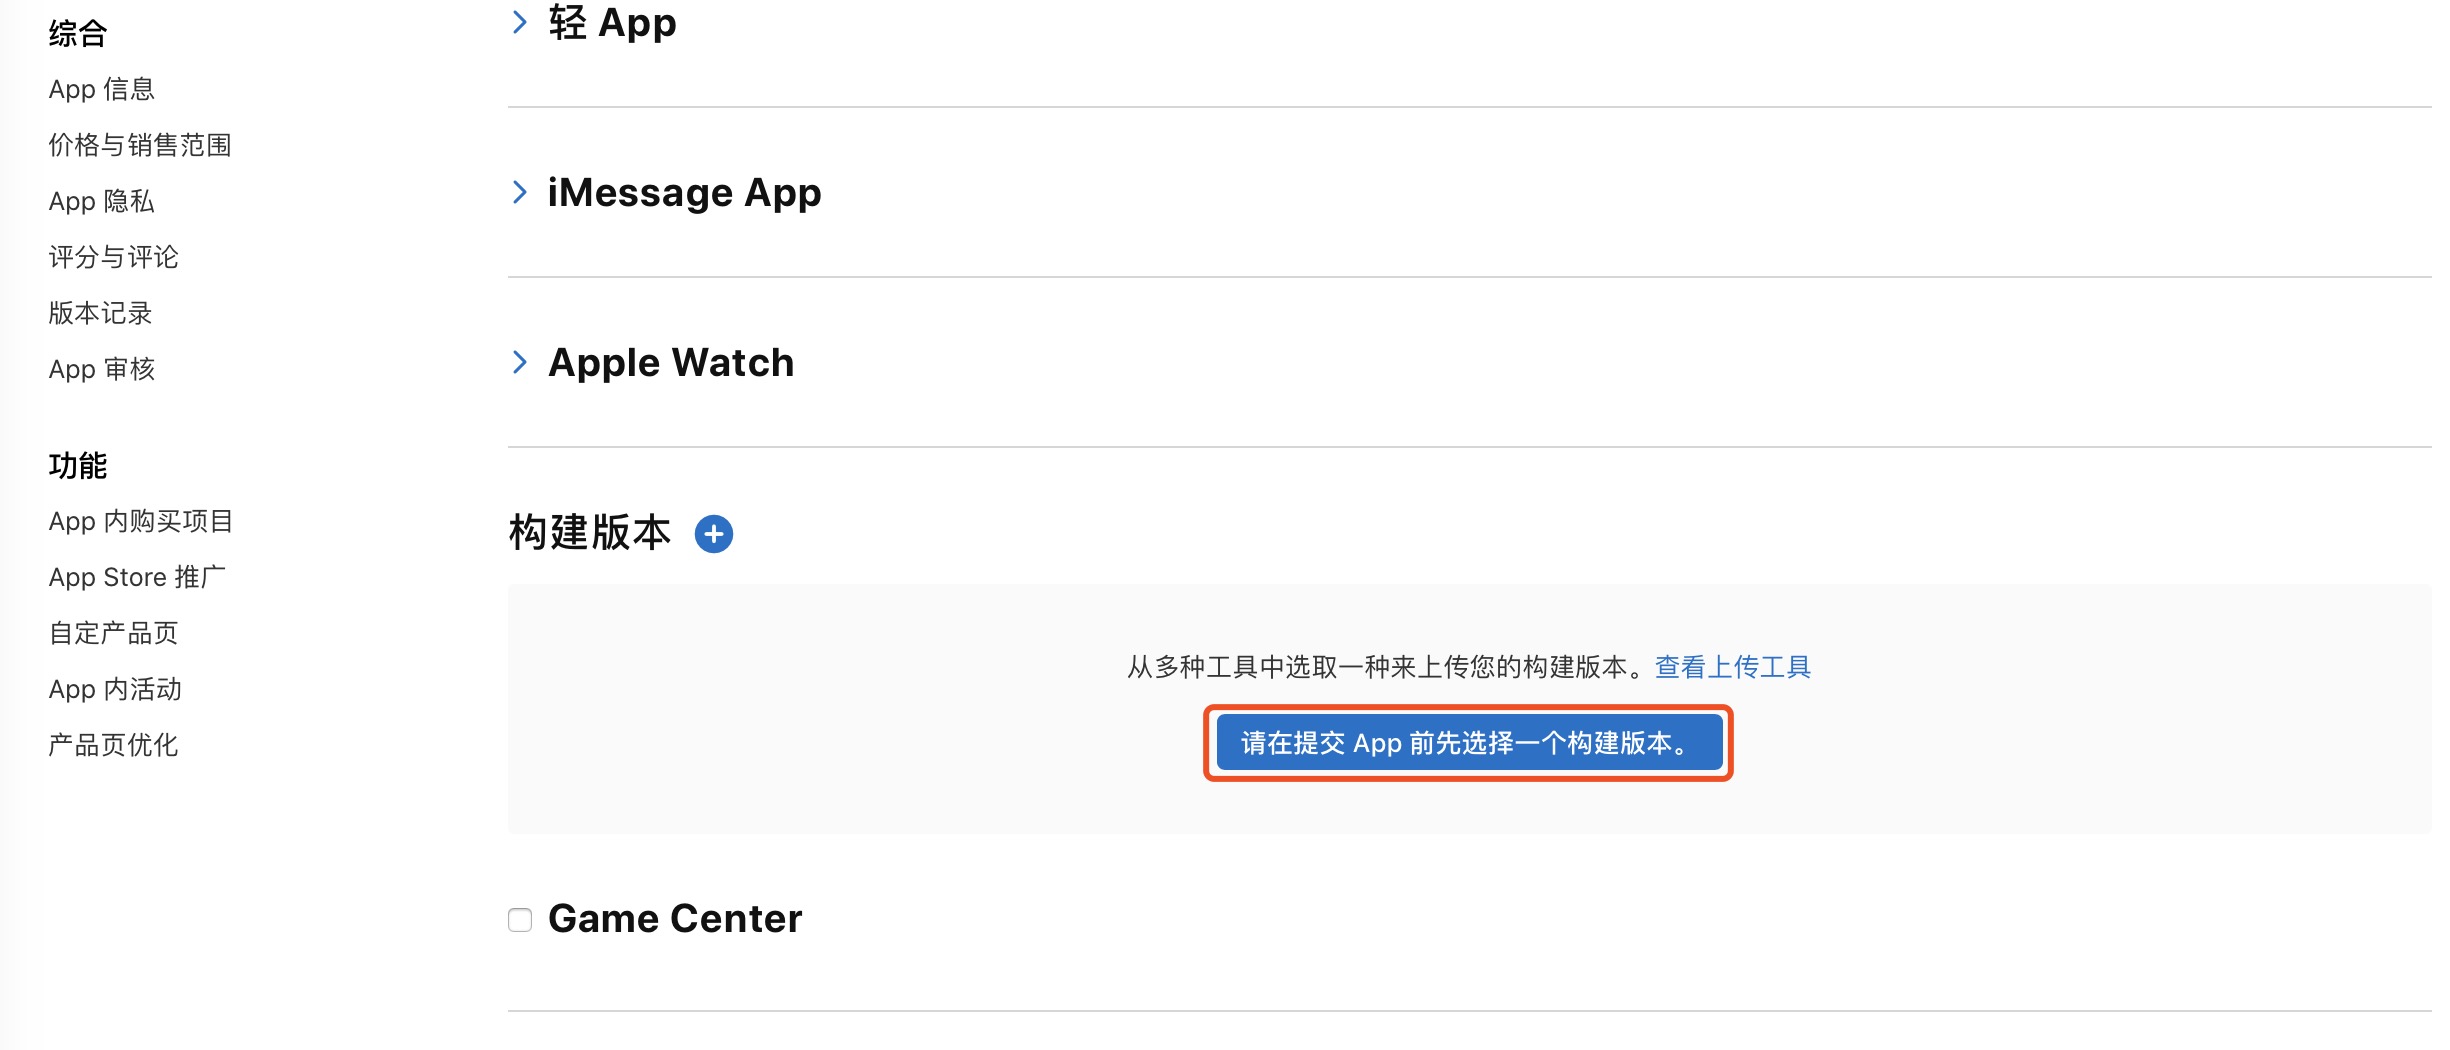 综合
App 信息
价格与销售范围
App 隐私
评分与评论
版本记录
App 审核
功能
App 内购买项目
App Store 推广
自定产品页
App 内活动
产品页优化
轻 App
iMessage App
Apple Watch
构建版本
从多种工具中选取一种来上传您的构建版本。查看上传工具
请在提交 App 前先选择一个构建版本。
Game Center